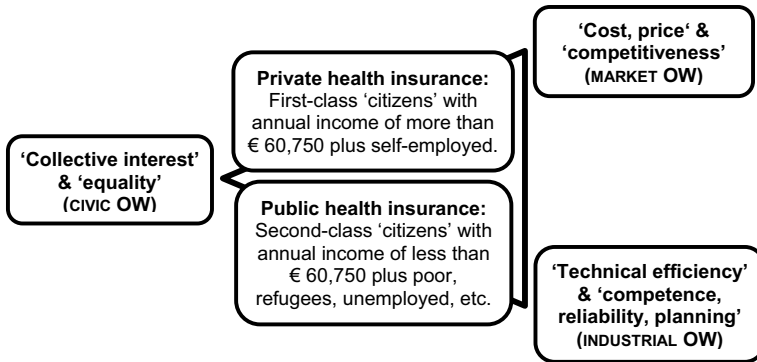 ‘Collective interest’
& ‘equality’
(CIVIC OW)
Private health insurance:
First-class ‘citizens’ with
annual income of more than
€ 60,750 plus self-employed.
Public health insurance:
Second-class ‘citizens’ with
annual income of less than
€ 60,750 plus poor,
refugees, unemployed, etc.
‘Cost, price‘ &
‘competitiveness’
(MARKET OW)
‘Technical efficiency’
& ‘competence,
reliability, planning’
(INDUSTRIAL OW)